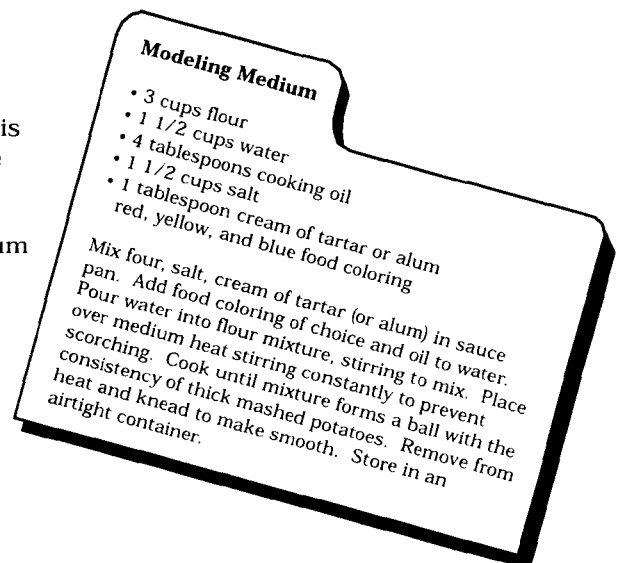 is
e
um
Modeling Medium
• 3 cups flour
• 1 1/2 cups water
• 4 tablespoons cooking oil
• 1 1/2 cups salt
• 1 tablespoon cream of tartar or alum
red, yellow, and blue food coloring
Mix four, salt, cream of tartar (or alum) in sauce
pan. Add food coloring of choice and oil to water.
Pour water into flour mixture, stirring to mix. Place
over medium heat stirring constantly to prevent
scorching. Cook until mixture forms a ball with the
consistency of thick mashed potatoes. Remove from
heat and knead to make smooth. Store in an
airtight container.